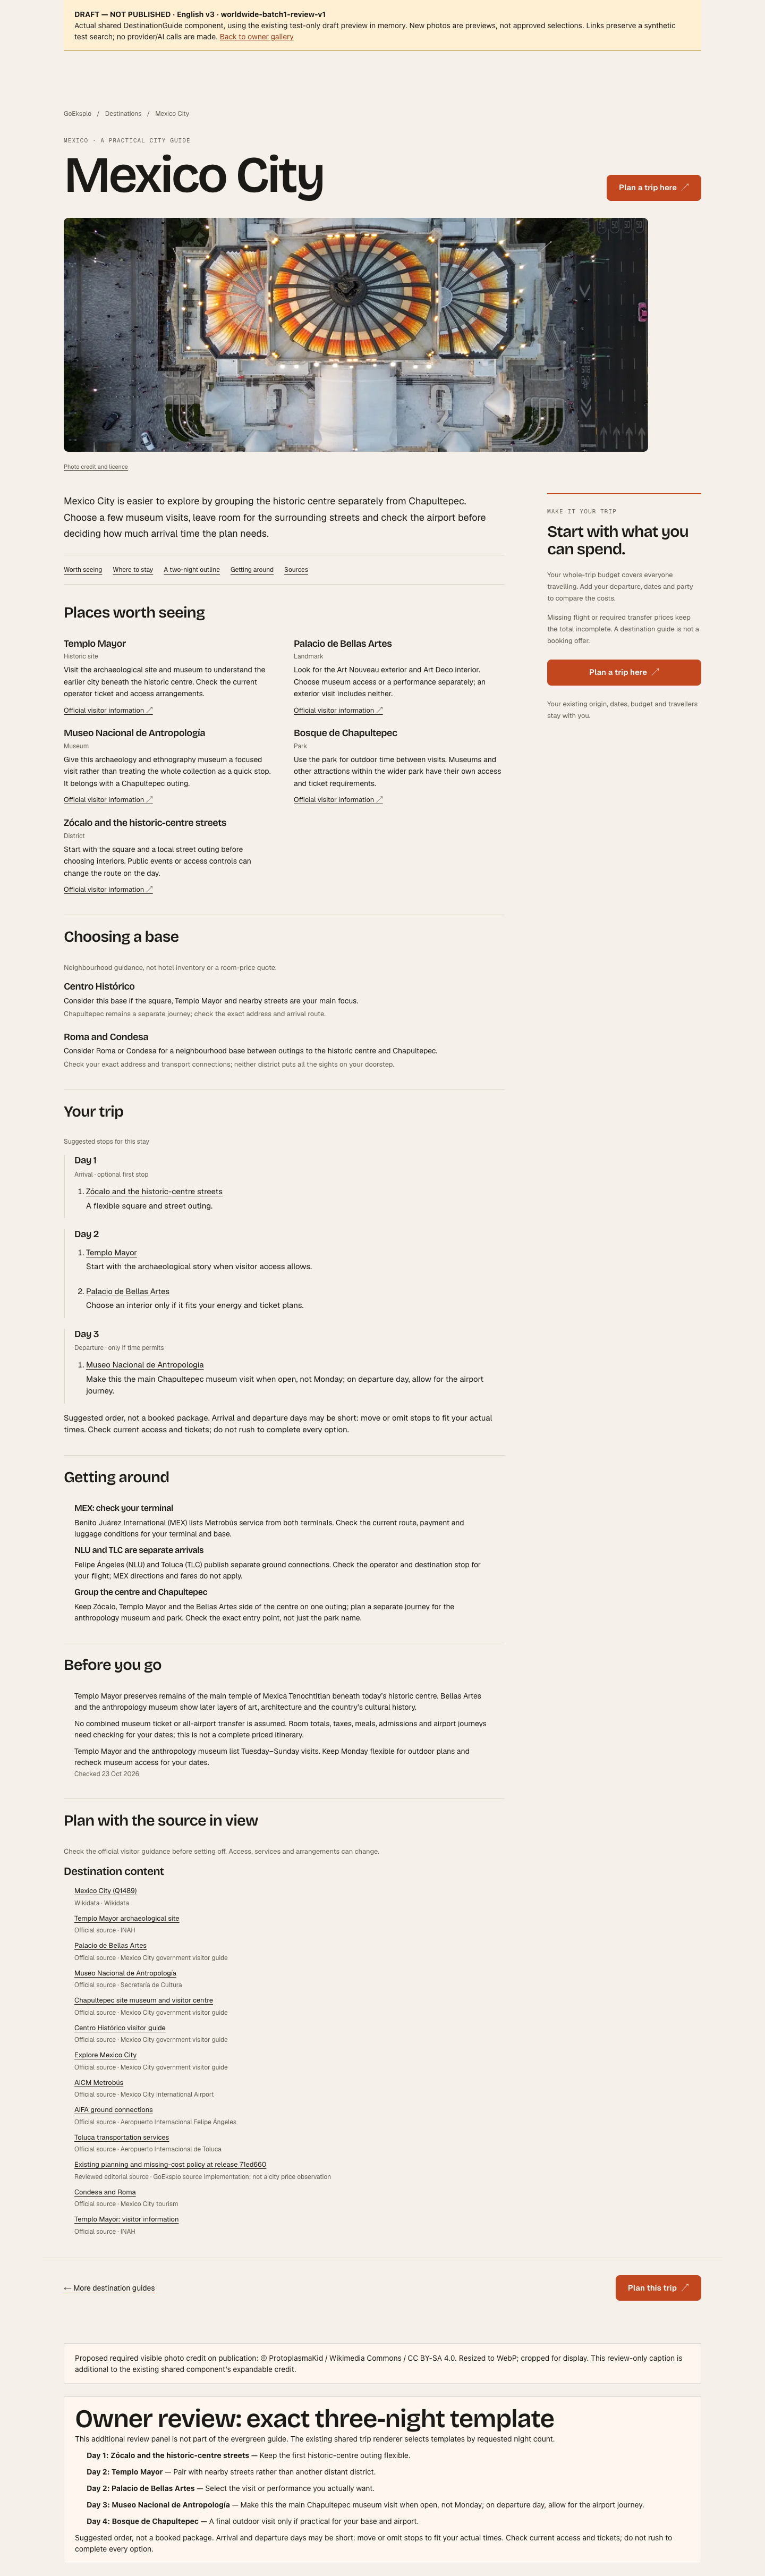 DRAFT — NOT PUBLISHED · English v3 · worldwide-batch1-review-v1
Actual shared DestinationGuide component, using the existing test-only draft preview in memory. New photos are previews, not approved selections. Links preserve a synthetic
test search; no provider/AI calls are made. Back to owner gallery
GoEksplo / Destinations / Mexico City
MEXICO · A PRACTICAL CITY GUIDE
Mexico City
Plan a trip here ↗
Photo credit and licence
Mexico City is easier to explore by grouping the historic centre separately from Chapultepec.
Choose a few museum visits, leave room for the surrounding streets and check the airport before
deciding how much arrival time the plan needs.
Worth seeing Where to stay A two-night outline Getting around Sources
MAKE IT YOUR TRIP
Start with what you
can spend.
Your whole-trip budget covers everyone
travelling. Add your departure, dates and party
to compare the costs.
Missing flight or required transfer prices keep
the total incomplete. A destination guide is not a
booking offer.
Plan a trip here ↗
Your existing origin, dates, budget and travellers
stay with you.
Places worth seeing
Templo Mayor
Historic site
Visit the archaeological site and museum to understand the
earlier city beneath the historic centre. Check the current
operator ticket and access arrangements.
Official visitor information ↗
Palacio de Bellas Artes
Landmark
Look for the Art Nouveau exterior and Art Deco interior.
Choose museum access or a performance separately; an
exterior visit includes neither.
Official visitor information ↗
Museo Nacional de Antropología
Museum
Give this archaeology and ethnography museum a focused
visit rather than treating the whole collection as a quick stop.
It belongs with a Chapultepec outing.
Official visitor information ↗
Bosque de Chapultepec
Park
Use the park for outdoor time between visits. Museums and
other attractions within the wider park have their own access
and ticket requirements.
Official visitor information ↗
Zócalo and the historic-centre streets
District
Start with the square and a local street outing before
choosing interiors. Public events or access controls can
change the route on the day.
Official visitor information ↗
Choosing a base
Neighbourhood guidance, not hotel inventory or a room-price quote.
Centro Histórico
Consider this base if the square, Templo Mayor and nearby streets are your main focus.
Chapultepec remains a separate journey; check the exact address and arrival route.
Roma and Condesa
Consider Roma or Condesa for a neighbourhood base between outings to the historic centre and Chapultepec.
Check your exact address and transport connections; neither district puts all the sights on your doorstep.
Your trip
Suggested stops for this stay
Day 1
Arrival · optional first stop
1. Zócalo and the historic-centre streets
A flexible square and street outing.
Day 2
1. Templo Mayor
Start with the archaeological story when visitor access allows.
2. Palacio de Bellas Artes
Choose an interior only if it fits your energy and ticket plans.
Day 3
Departure · only if time permits
1. Museo Nacional de Antropología
Make this the main Chapultepec museum visit when open, not Monday; on departure day, allow for the airport
journey.
Suggested order, not a booked package. Arrival and departure days may be short: move or omit stops to fit your actual
times. Check current access and tickets; do not rush to complete every option.
Getting around
MEX: check your terminal
Benito Juárez International (MEX) lists Metrobús service from both terminals. Check the current route, payment and
luggage conditions for your terminal and base.
NLU and TLC are separate arrivals
Felipe Ángeles (NLU) and Toluca (TLC) publish separate ground connections. Check the operator and destination stop for
your flight; MEX directions and fares do not apply.
Group the centre and Chapultepec
Keep Zócalo, Templo Mayor and the Bellas Artes side of the centre on one outing; plan a separate journey for the
anthropology museum and park. Check the exact entry point, not just the park name.
Before you go
Templo Mayor preserves remains of the main temple of Mexica Tenochtitlan beneath today's historic centre. Bellas Artes
and the anthropology museum show later layers of art, architecture and the country's cultural history.
No combined museum ticket or all-airport transfer is assumed. Room totals, taxes, meals, admissions and airport journeys
need checking for your dates; this is not a complete priced itinerary.
Templo Mayor and the anthropology museum list Tuesday–Sunday visits. Keep Monday flexible for outdoor plans and
recheck museum access for your dates.
Checked 23 Oct 2026
Plan with the source in view
Check the official visitor guidance before setting off. Access, services and arrangements can change.
Destination content
Mexico City (Q1489)
Wikidata · Wikidata
Templo Mayor archaeological site
Official source · INAH
Palacio de Bellas Artes
Official source · Mexico City government visitor guide
Museo Nacional de Antropología
Official source · Secretaría de Cultura
Chapultepec site museum and visitor centre
Official source · Mexico City government visitor guide
Centro Histórico visitor guide
Official source · Mexico City government visitor guide
Explore Mexico City
Official source · Mexico City government visitor guide
AICM Metrobús
Official source · Mexico City International Airport
AIFA ground connections
Official source · Aeropuerto Internacional Felipe Ángeles
Toluca transportation services
Official source · Aeropuerto Internacional de Toluca
Existing planning and missing-cost policy at release 71ed660
Reviewed editorial source · GoEksplo source implementation; not a city price observation
Condesa and Roma
Official source · Mexico City tourism
Templo Mayor: visitor information
Official source · INAH
← More destination guides
Plan this trip ↗
Proposed required visible photo credit on publication: © ProtoplasmaKid / Wikimedia Commons / CC BY-SA 4.0. Resized to WebP; cropped for display. This review-only caption is
additional to the existing shared component's expandable credit.
Owner review: exact three-night template
This additional review panel is not part of the evergreen guide. The existing shared trip renderer selects templates by requested night count.
Day 1: Zócalo and the historic-centre streets — Keep the first historic-centre outing flexible.
Day 2: Templo Mayor — Pair with nearby streets rather than another distant district.
Day 2: Palacio de Bellas Artes — Select the visit or performance you actually want.
Day 3: Museo Nacional de Antropología — Make this the main Chapultepec museum visit when open, not Monday; on departure day, allow for the airport journey.
Day 4: Bosque de Chapultepec — A final outdoor visit only if practical for your base and airport.
Suggested order, not a booked package. Arrival and departure days may be short: move or omit stops to fit your actual times. Check current access and tickets; do not rush to
complete every option.